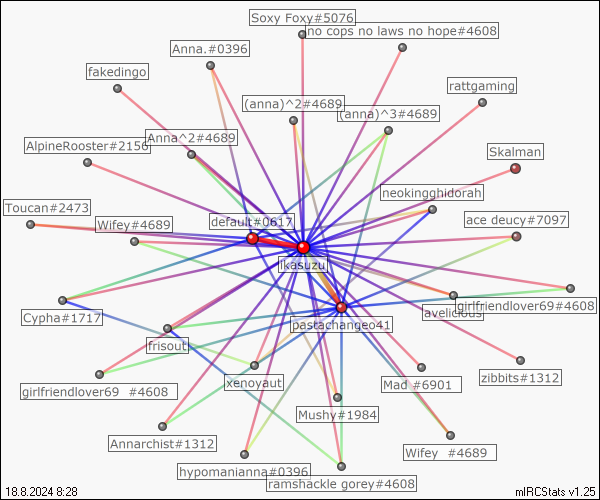 Soxy Foxy#5076
no cops no laws no hope#4608
Anna.#0396
fakedingo
rattgaming
(anna)^2#4689
(anna)^3#4689
Anna^2#4689
AlpineRooster#2156
Skalman
neokingghidorah
Toucan#2473
default#0617
ace deucy#7097
Wifey#4689
ikasuzu
girlfriendlover69#4608
avelicious
Cypha#1717
pastachangeo41
frisout
zibbits#1312
xenoyaut
Mad #6901
girlfriendlover69 #4608
Mushy#1984
Annarchist#1312
Wifey #4689
hypomanianna#0396
ramshackle gorey#4608
18.8.2024 8:28
mIRCStats v1.25